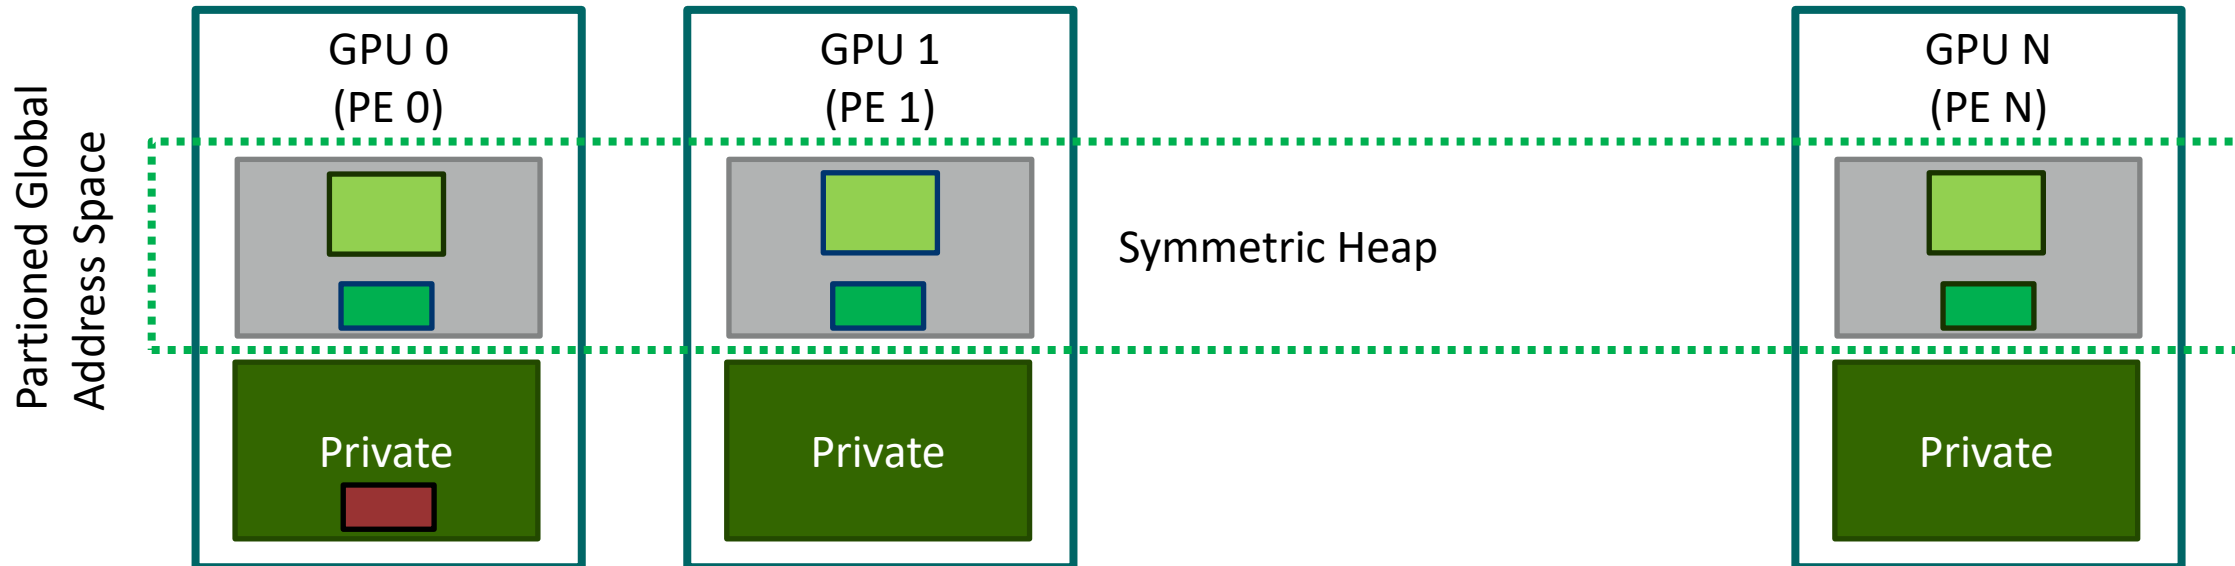 Partioned Global
Address Space
GPU 0
(PE 0)
GPU 1
(PE 1)
GPU N
(PE N)
Symmetric Heap
Private
Private
Private